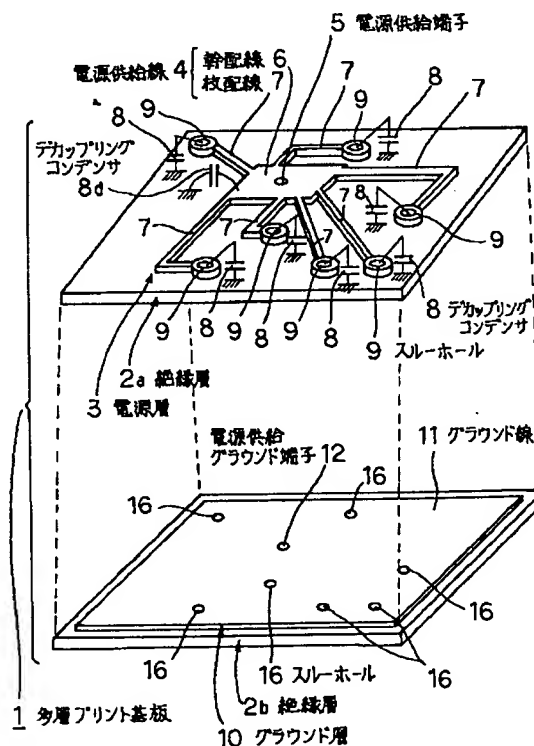 5 電源供給端子
電源供給線 4 { 幹配線 6
枝配線 7
7
7
8
8
9
9
デカップリング
コンデンサ
8d
7
7
7
7
7
8
9
9
8
9
8
9
8
9
8 デカップリング
コンデンサ
9 スルーホール
2a 絶縁層
3 電源層
電源供給
グラウンド端子 12
11 グラウンド線
16
16
16
16
16 スルーホール
16
2b 絶縁層
10 グラウンド層
1 多層プリント基板